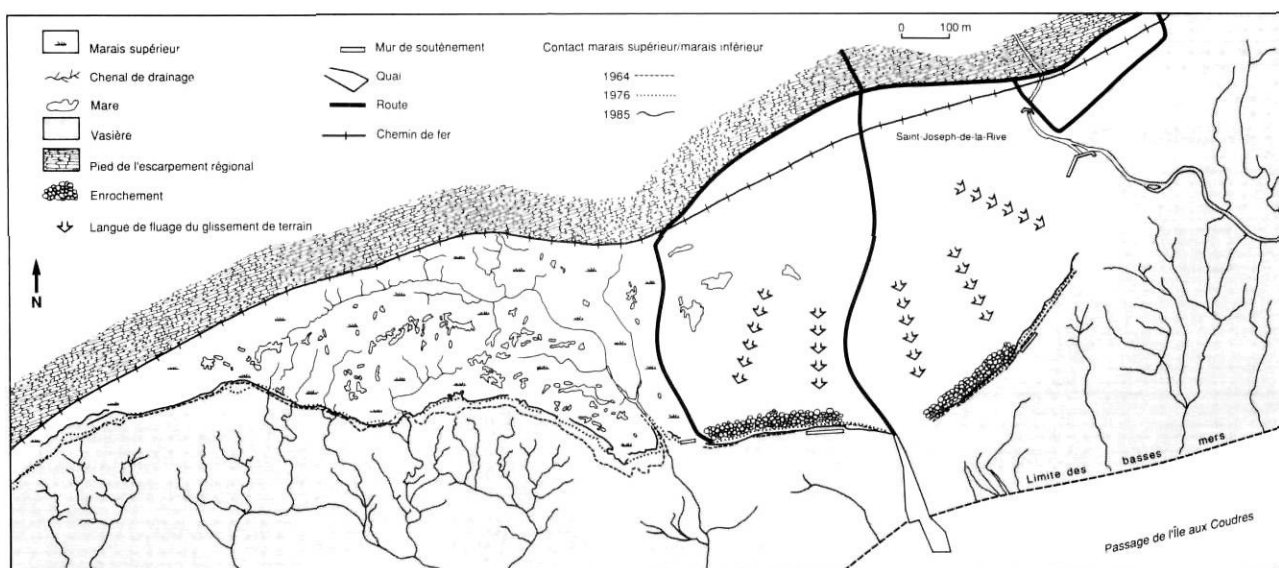 Marais supérieur
Chenal de drainage
Mare
Vasière
Pied de l'escarpement régional
Enrochement
Langue de fluage du glissement de terrain
Mur de soutènement
Quai
Route
Chemin de fer
Contact marais supérieur/marais inférieur
1964
1976
1985
0 100 m
N
Saint-Joseph-de-la-Rive
Limite des basses mers
Passage de l'Île aux Coudres